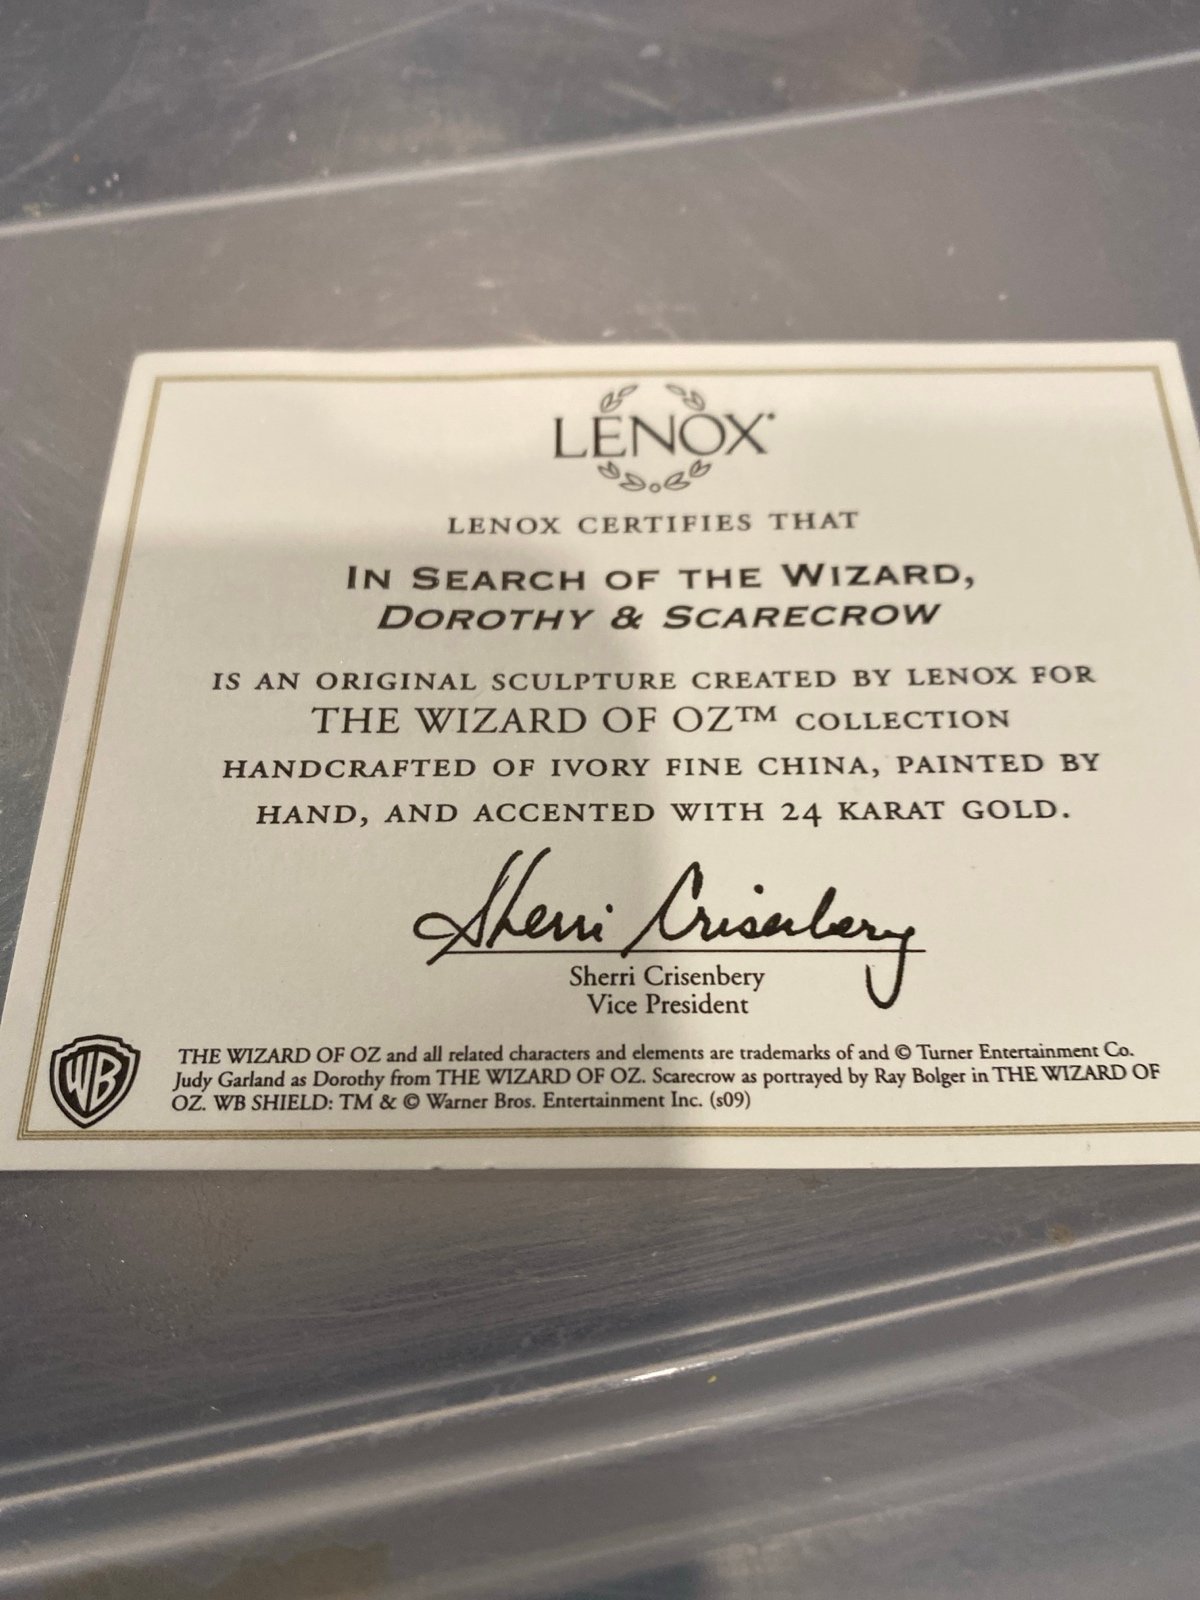 LENOX
LENOX CERTIFIES THAT
IN SEARCH OF THE WIZARD,
DOROTHY & SCARECROW
IS AN ORIGINAL SCULPTURE CREATED BY LENOX FOR
THE WIZARD OF OZ™ COLLECTION
HANDCRAFTED OF IVORY FINE CHINA, PAINTED BY
HAND, AND ACCENTED WITH 24 KARAT GOLD.
Sherri Crisenbery
Sherri Crisenbery
Vice President
WB
THE WIZARD OF OZ and all related characters and elements are trademarks of and © Turner Entertainment Co.
Judy Garland as Dorothy from THE WIZARD OF OZ. Scarecrow as portrayed by Ray Bolger in THE WIZARD OF
OZ. WB SHIELD: TM & © Warner Bros. Entertainment Inc. (s09)